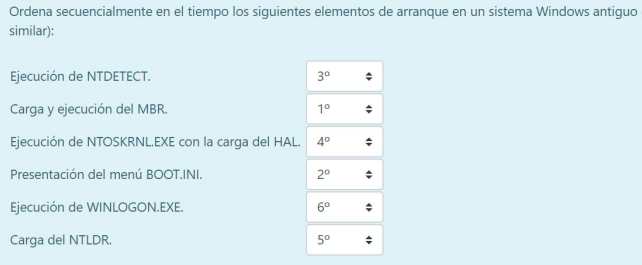 Ordena secuencialmente en el tiempo los siguientes elementos de arranque en un sistema Windows antiguo
similar):
Ejecución de NTDETECT. 3º
Carga y ejecución del MBR. 1º
Ejecución de NTOSKRNL.EXE con la carga del HAL. 4º
Presentación del menú BOOT.INI. 2º
Ejecución de WINLOGON.EXE. 6º
Carga del NTLDR. 5º